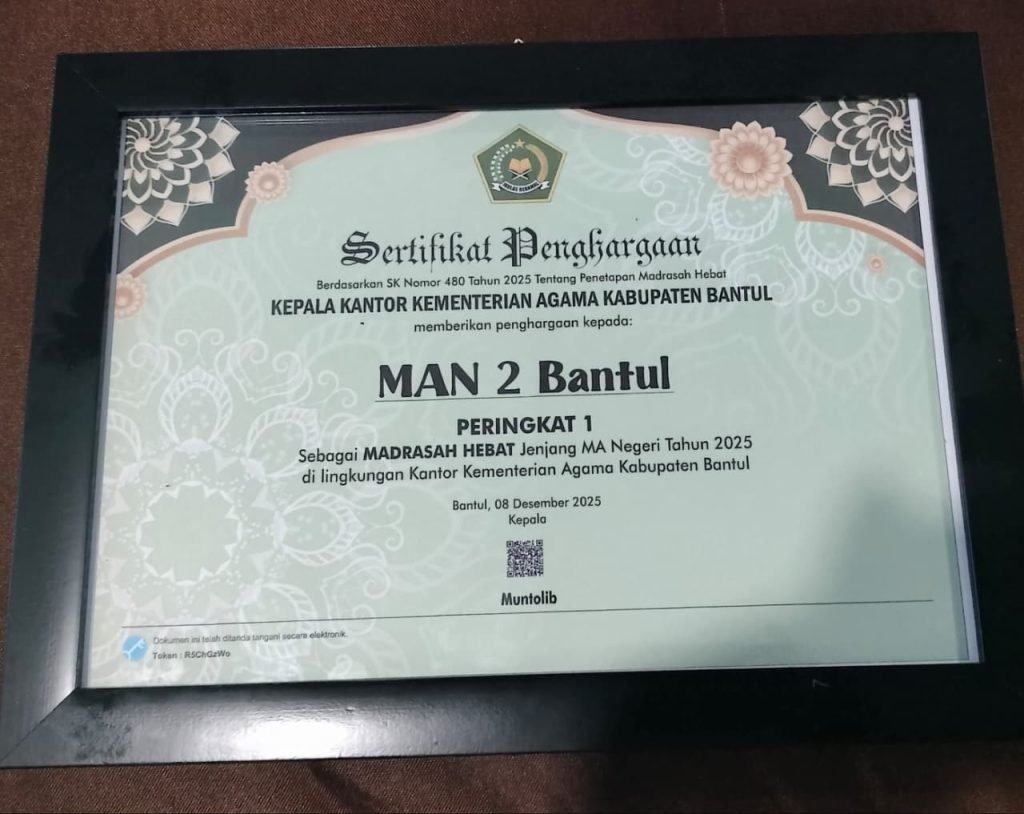 IKHLAS BERAMAL
Sertifikat Penghargaan
Berdasarkan SK Nomor 480 Tahun 2025 Tentang Penetapan Madrasah Hebat
KEPALA KANTOR KEMENTERIAN AGAMA KABUPATEN BANTUL
memberikan penghargaan kepada:
MAN 2 Bantul
PERINGKAT 1
Sebagai MADRASAH HEBAT Jenjang MA Negeri Tahun 2025
di lingkungan Kantor Kementerian Agama Kabupaten Bantul
Bantul, 08 Desember 2025
Kepala
Muntolib
Dokumen ini telah ditanda tangani secara elektronik.
Token : R5ChGzWo